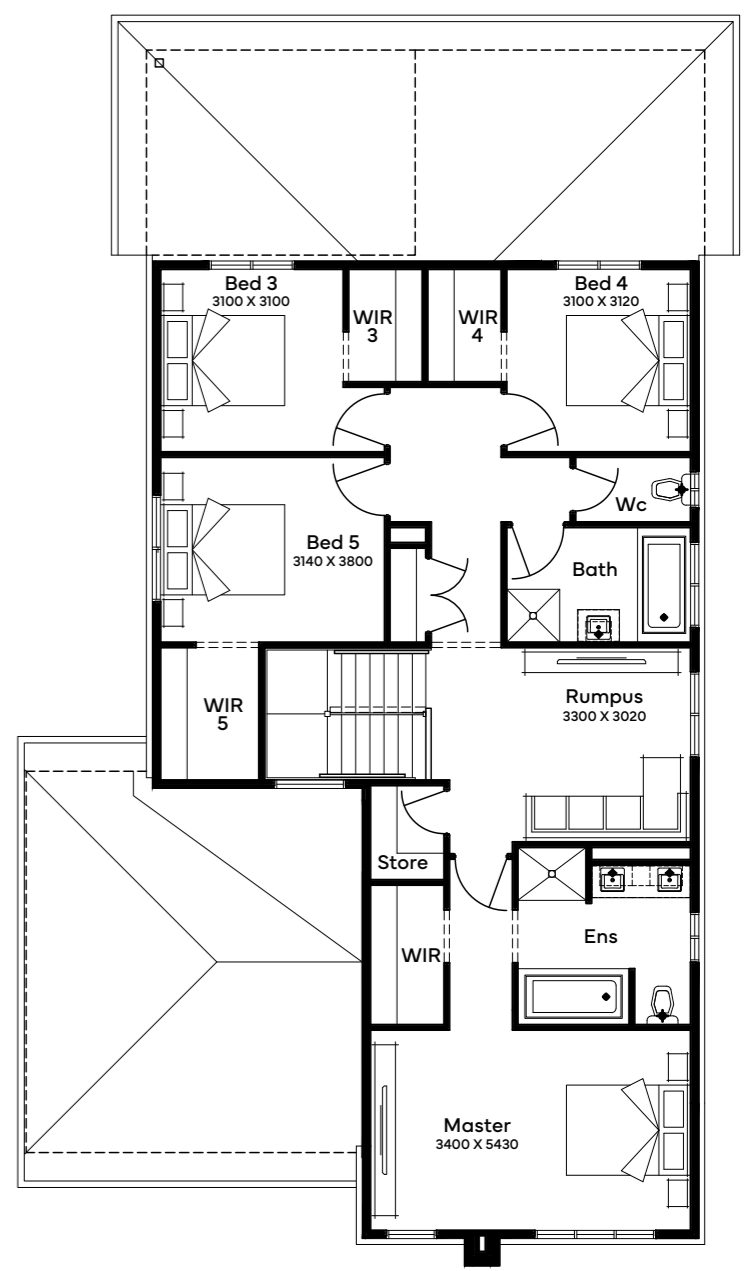 Bed 3
3100 X 3100
WIR
3
WIR
4
Bed 4
3100 X 3120
Wc
Bed 5
3140 X 3800
Bath
WIR
5
Rumpus
3300 X 3020
Store
WIR
Ens
Master
3400 X 5430